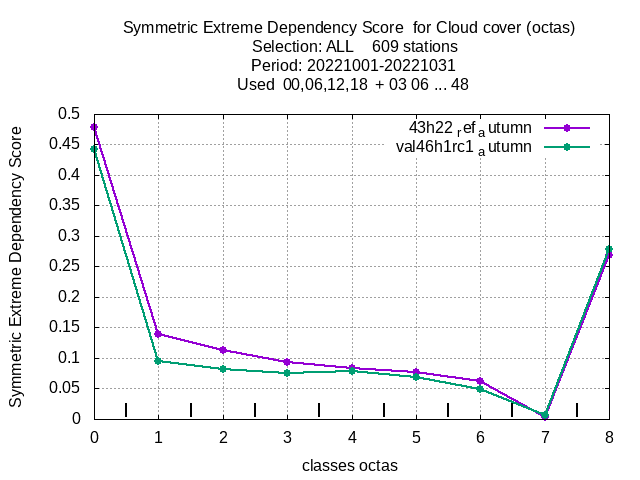 Symmetric Extreme Dependency Score for Cloud cover (octas)
Selection: ALL 609 stations
Period: 20221001-20221031
Used 00,06,12,18 + 03 06 ... 48
43h22 refa utumn
val46h1rc1 a utumn
Symmetric Extreme Dependency Score
0.5
0.45
0.4
0.35
0.3
0.25
0.2
0.15
0.1
0.05
0
0 1 2 3 4 5 6 7 8
classes octas